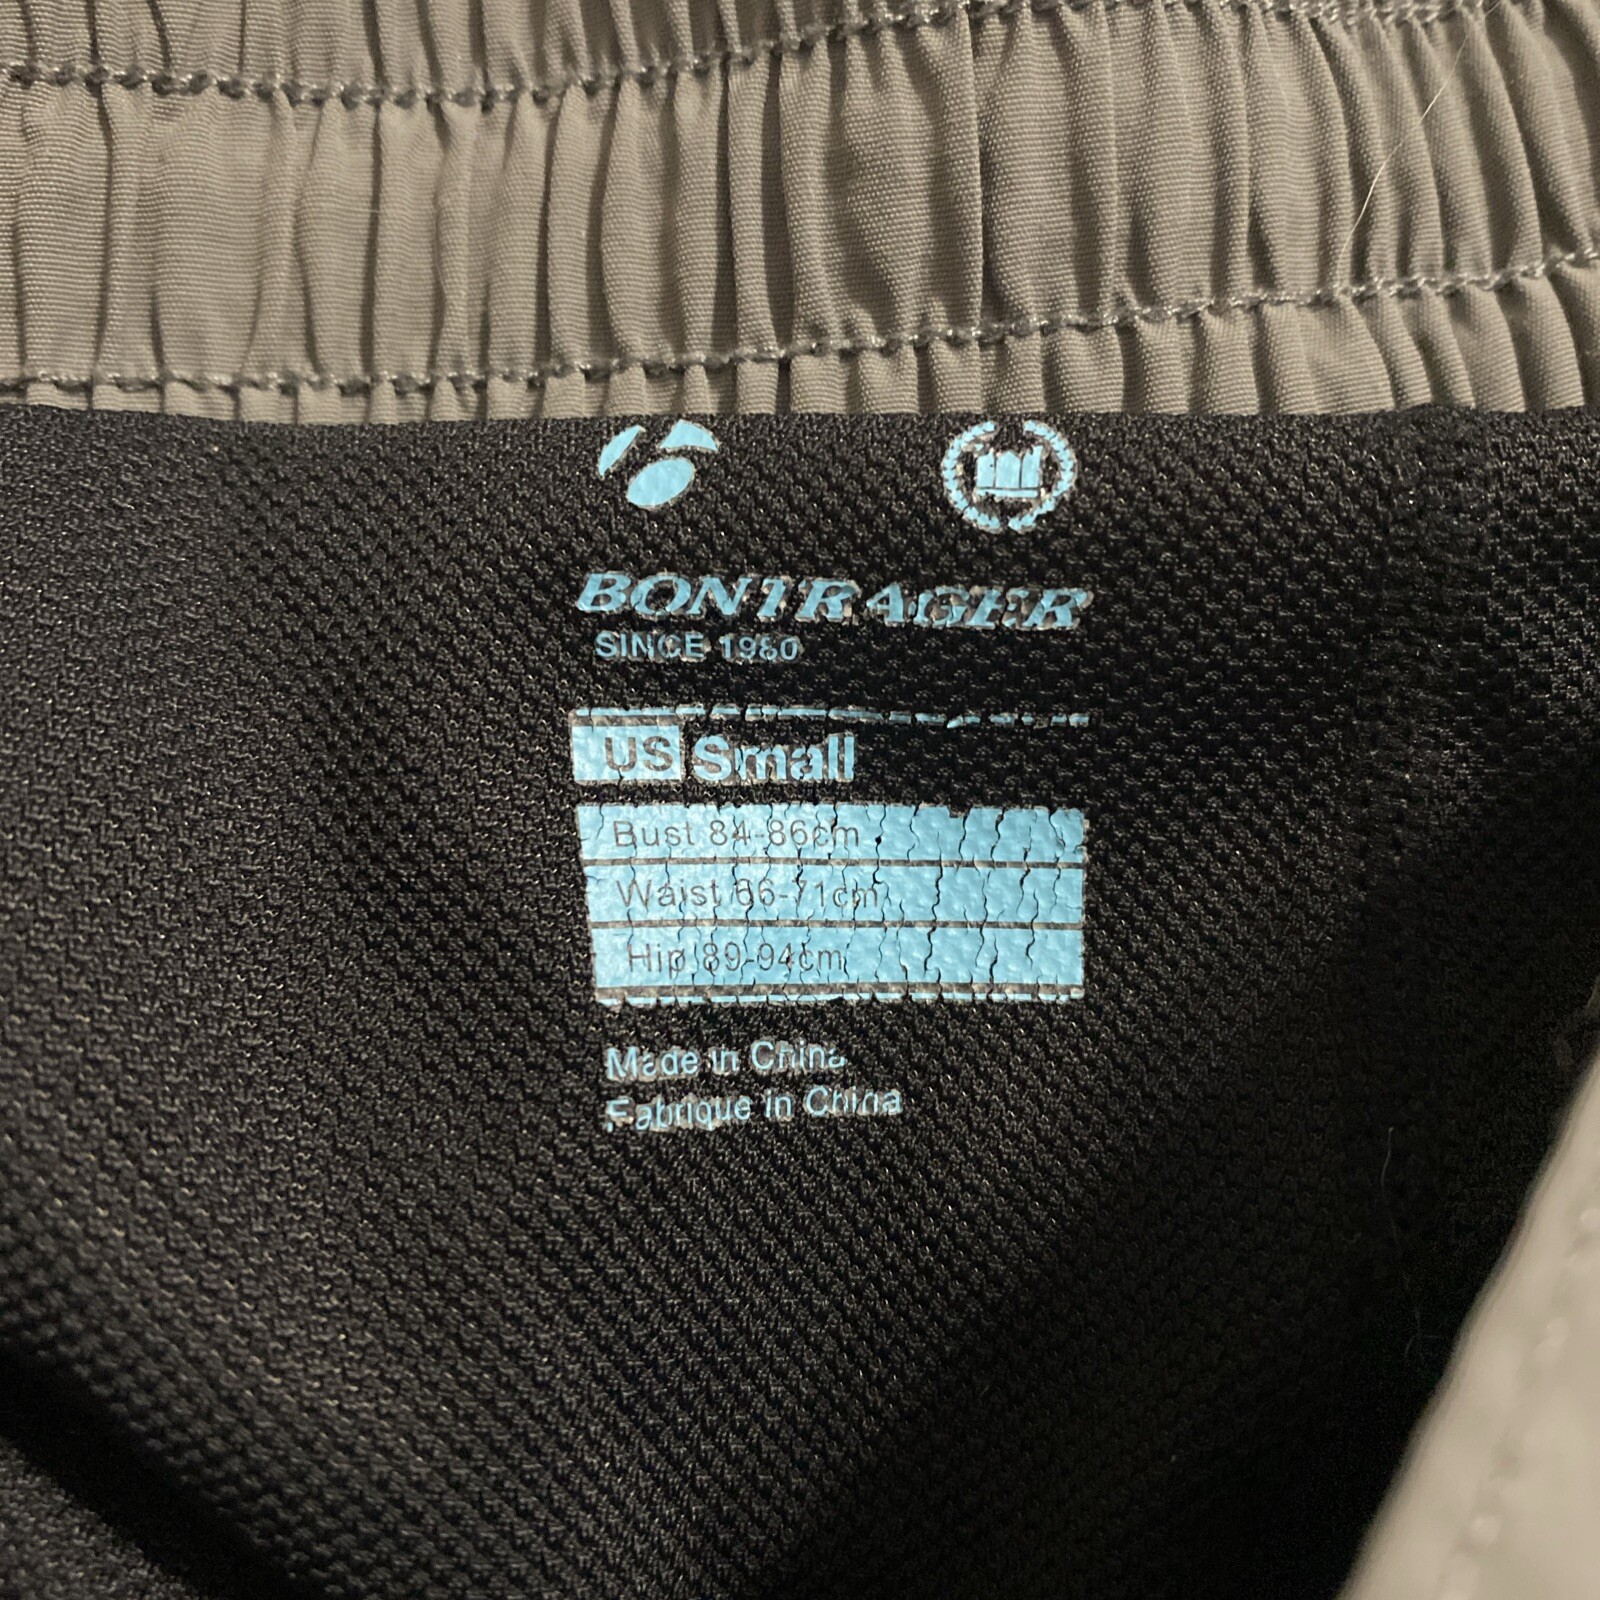 BONTRAGER
SINCE 1980
US Small
Bust 84-86cm
Waist 66-71cm
Hip 89-94cm
Made in China
Fabrique in China